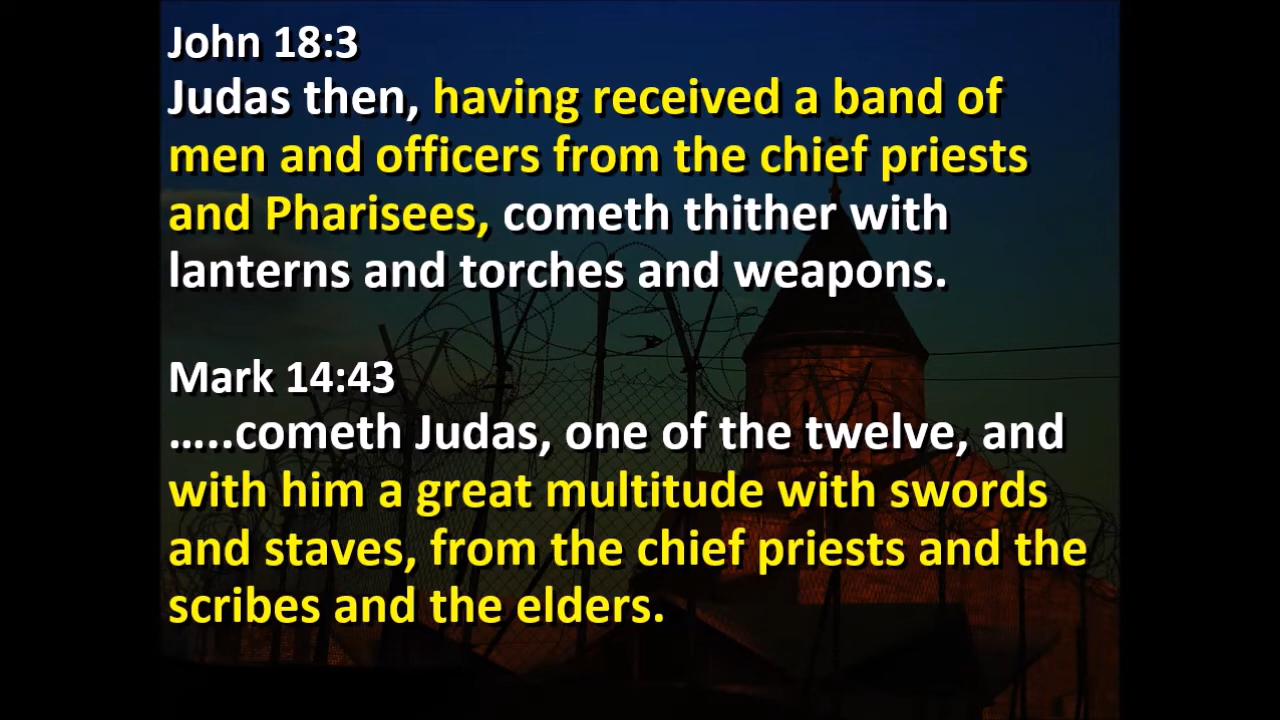 John 18:3
Judas then, having received a band of
men and officers from the chief priests
and Pharisees, cometh thither with
lanterns and torches and weapons.
Mark 14:43
.....cometh Judas, one of the twelve, and
with him a great multitude with swords
and staves, from the chief priests and the
scribes and the elders.